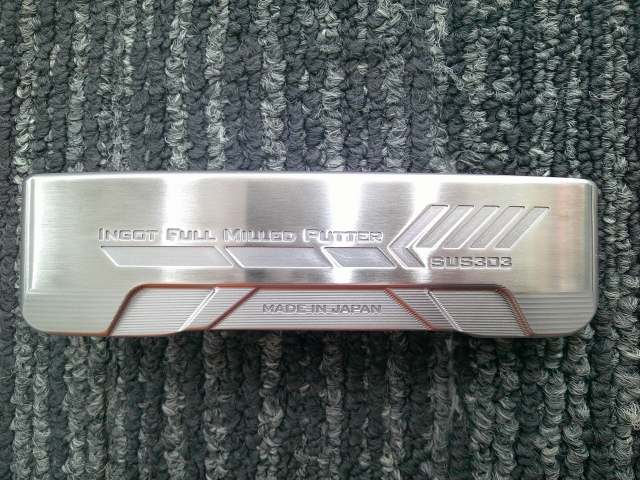 INGOT FULL MILLED PUTTER
SUS303
MADE IN JAPAN